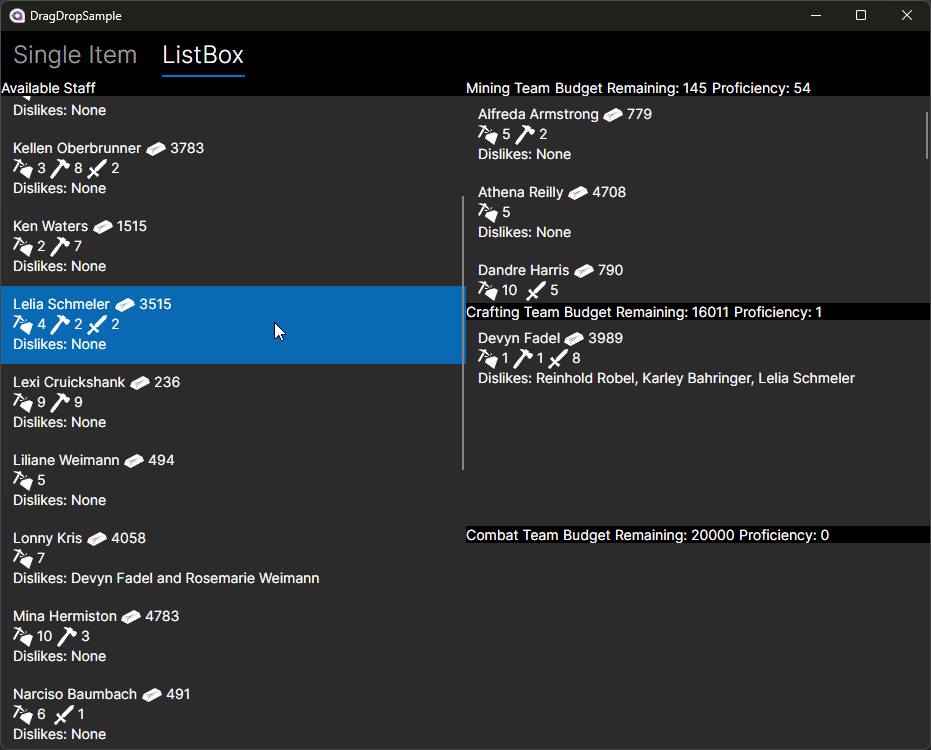 DragDropSample
Single Item ListBox
Available Staff
Dislikes: None
Kellen Oberbrunner 3783
3 8 2
Dislikes: None
Ken Waters 1515
2 7
Dislikes: None
Lelia Schmeler 3515
4 2 2
Dislikes: None
Lexi Cruickshank 236
9 9
Dislikes: None
Liliane Weimann 494
5
Dislikes: None
Lonny Kris 4058
7
Dislikes: Devyn Fadel and Rosemarie Weimann
Mina Hermiston 4783
10 3
Dislikes: None
Narciso Baumbach 491
6 1
Dislikes: None
Mining Team Budget Remaining: 145 Proficiency: 54
Alfreda Armstrong 779
5 2
Dislikes: None
Athena Reilly 4708
5
Dislikes: None
Dandre Harris 790
10 5
Crafting Team Budget Remaining: 16011 Proficiency: 1
Devyn Fadel 3989
1 1 8
Dislikes: Reinhold Robel, Karley Bahringer, Lelia Schmeler
Combat Team Budget Remaining: 20000 Proficiency: 0